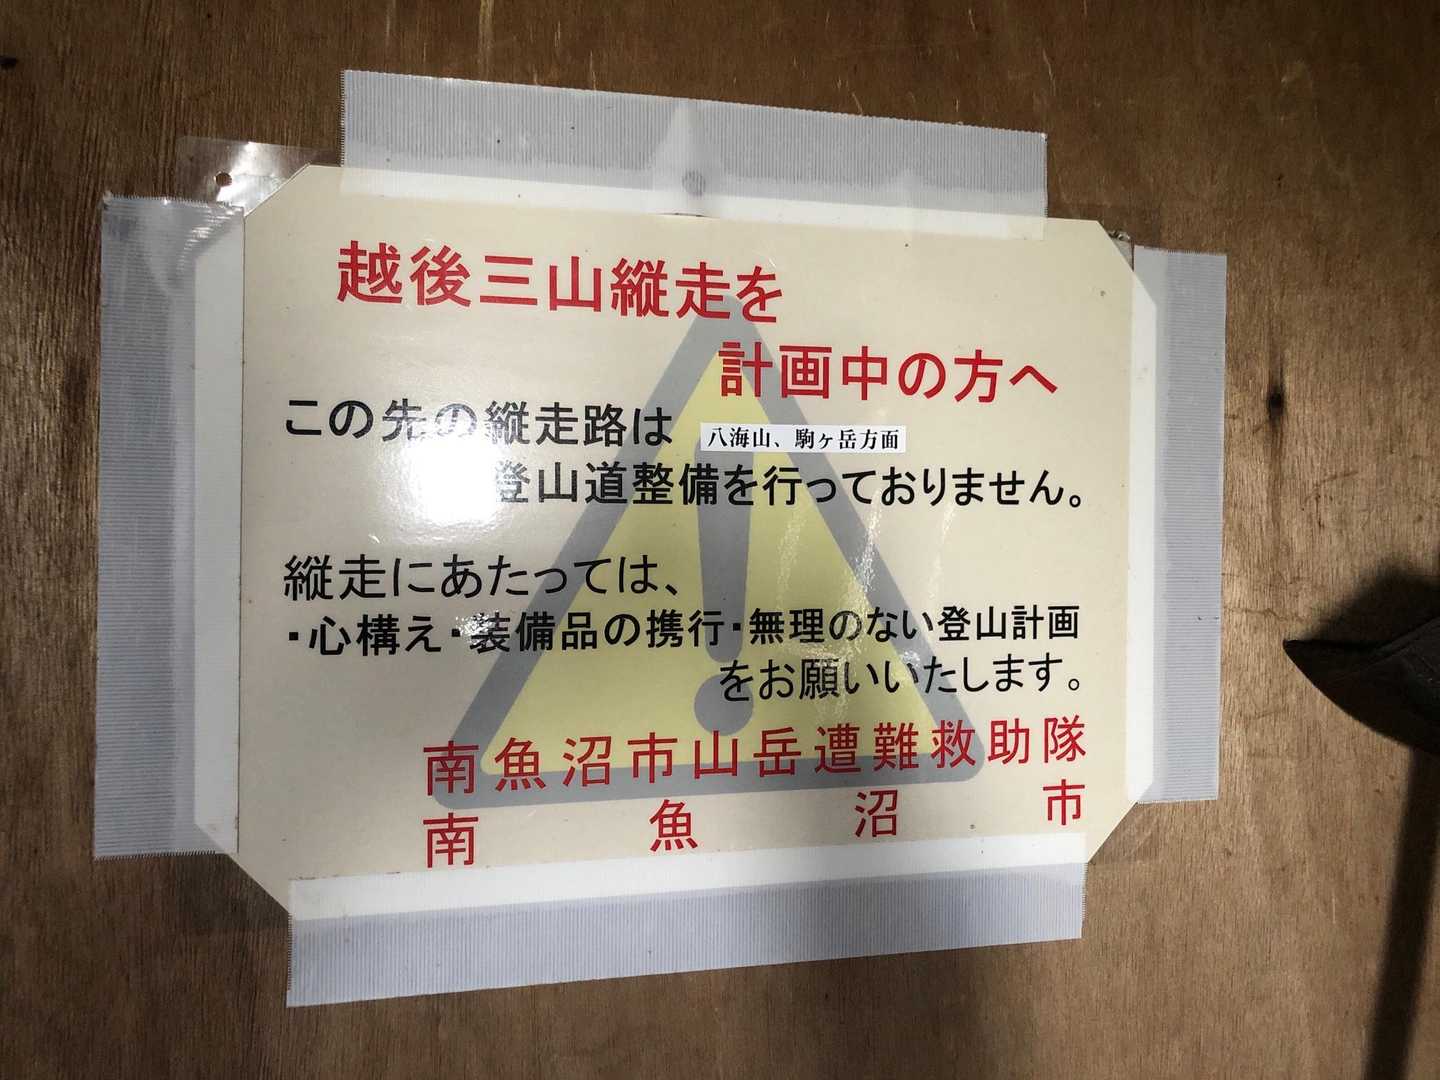 越後三山縦走を
計画中の方へ
この先の縦走路は
八海山、駒ヶ岳方面
登山道整備を行っておりません。
縦走にあたっては、
・心構え・装備品の携行・無理のない登山計画
をお願いいたします。
南魚沼市山岳遭難救助隊
南魚沼市